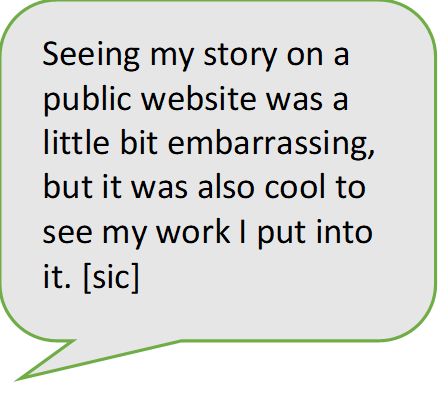 Seeing my story on a
public website was a
little bit embarrassing,
but it was also cool to
see my work I put into
it. [sic]